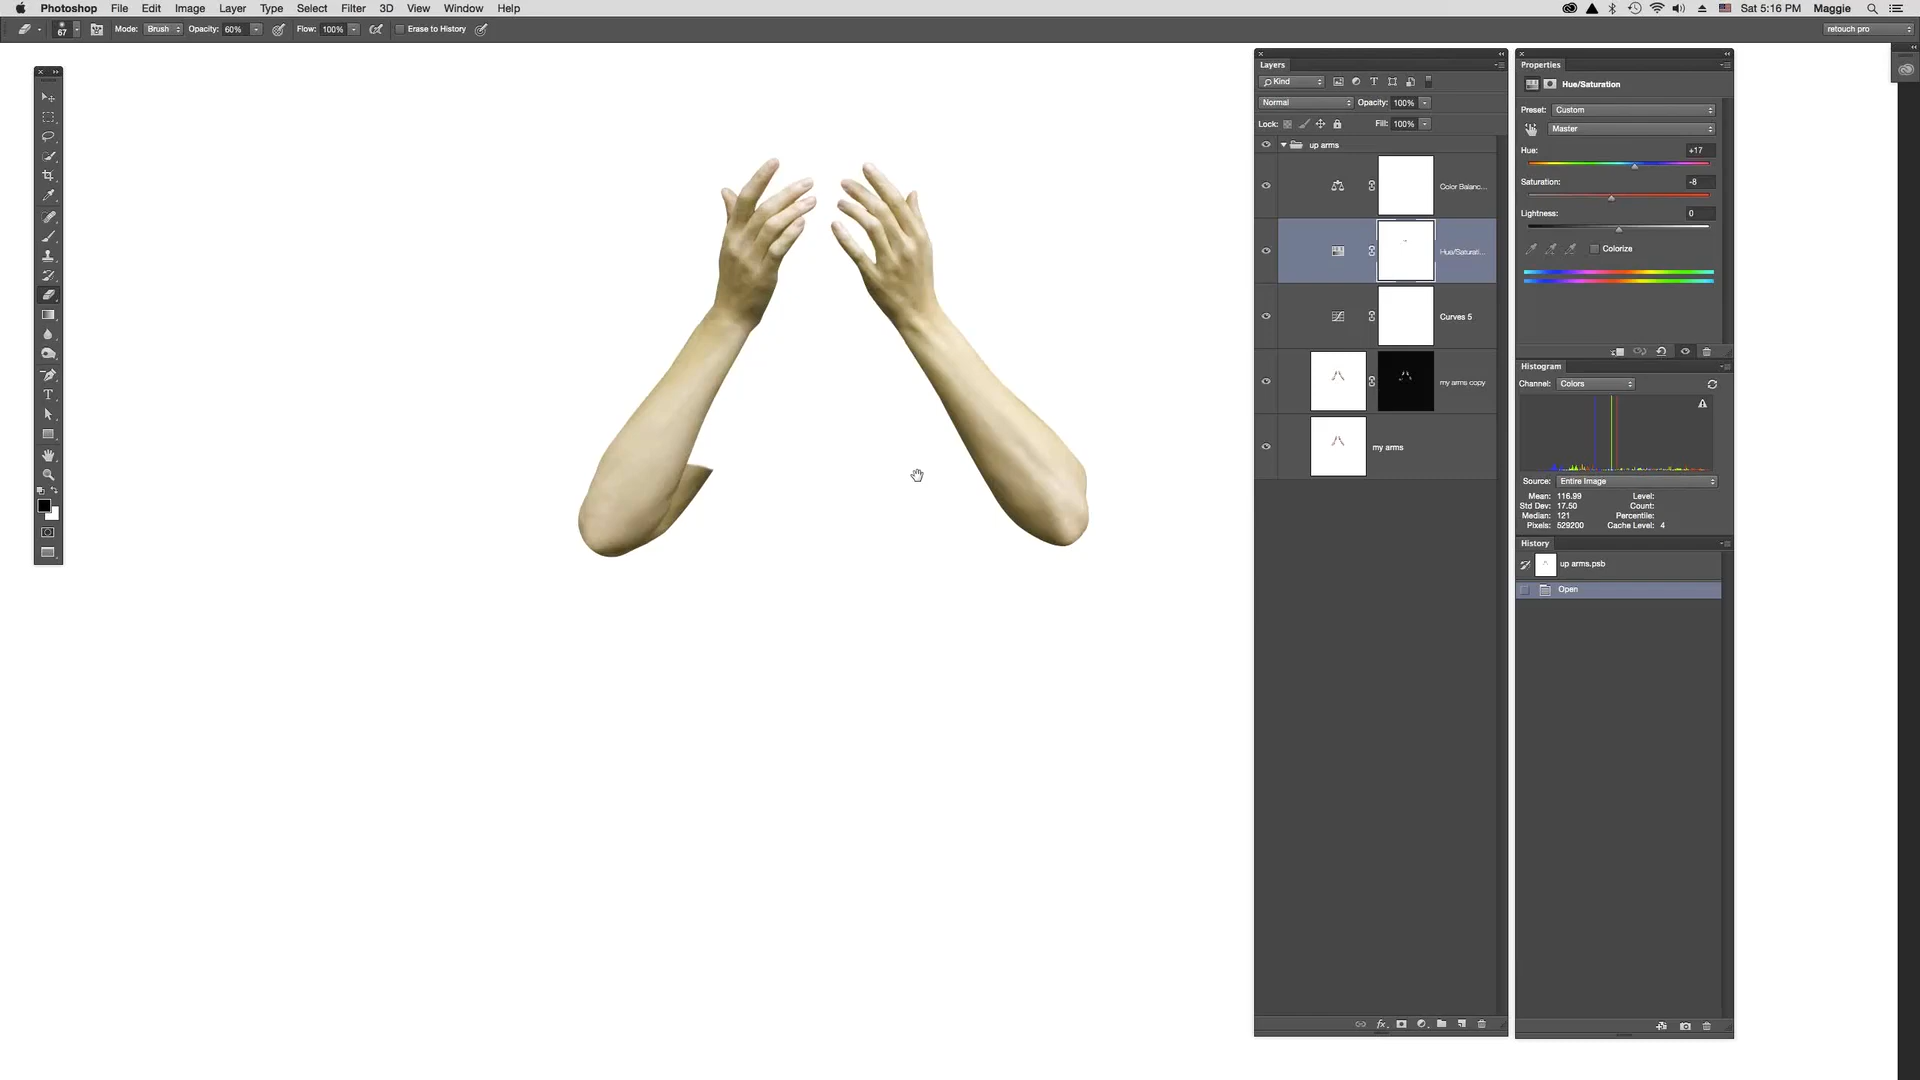 Photoshop File Edit Image Layer Type Select Filter 3D View Window Help Sat 5:16 PM Maggie
67 Mode: Brush Opacity: 60% Flow: 100% Erase to History retouch pro
Layers
Kind
Normal Opacity: 100%
Lock: Fill: 100%
up arms
Color Balanc...
Hue/Saturati...
Curves 5
my arms copy
my arms
Properties
Hue/Saturation
Preset: Custom
Master
Hue: +17
Saturation: -8
Lightness: 0
Colorize
Histogram
Channel: Colors
Source: Entire Image
Mean: 116.99 Level:
Std Dev: 17.50 Count:
Median: 121 Percentile:
Pixels: 529200 Cache Level: 4
History
up arms.psb
Open